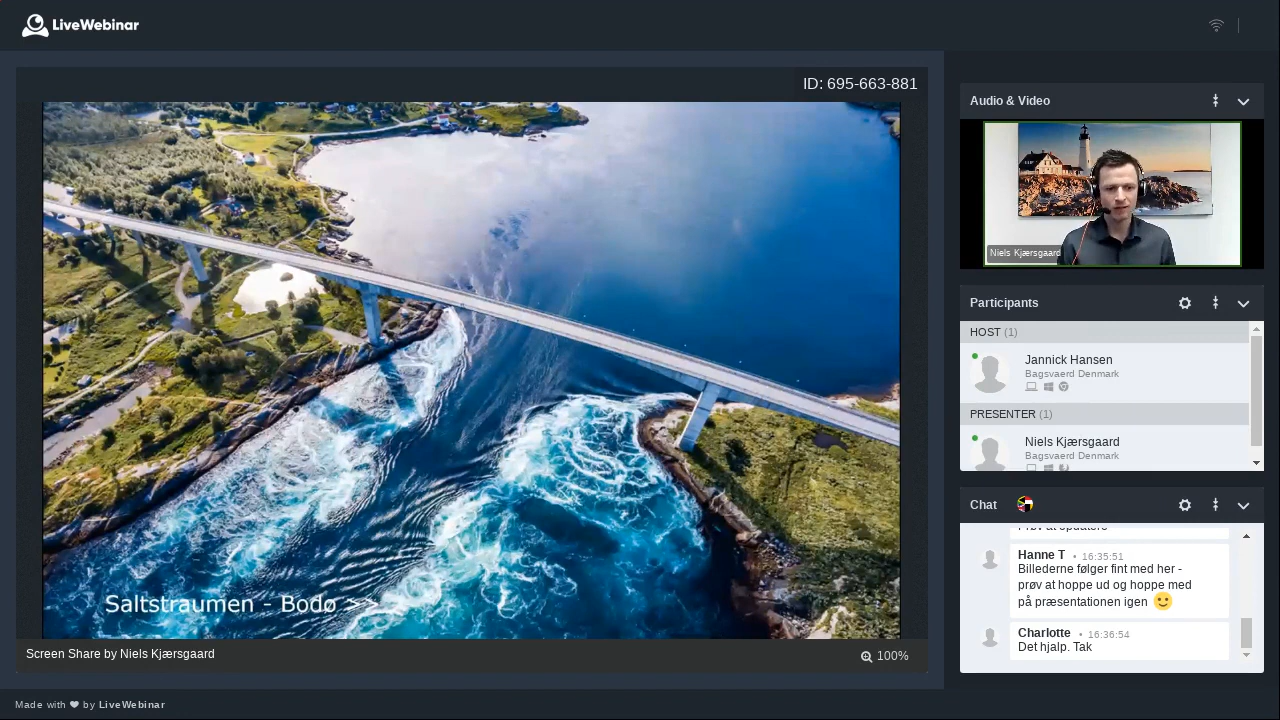 LiveWebinar
ID: 695-663-881
Saltstraumen - Bodø >>
Screen Share by Niels Kjærsgaard
100%
Audio & Video
Niels Kjærsgaard
Participants
HOST (1)
Jannick Hansen
Bagsvaerd Denmark
PRESENTER (1)
Niels Kjærsgaard
Bagsvaerd Denmark
Chat
Prøv at opdatere
Hanne T • 16:35:51
Billederne følger fint med her -
prøv at hoppe ud og hoppe med
på præsentationen igen
Charlotte • 16:36:54
Det hjalp. Tak
Made with ❤ by LiveWebinar